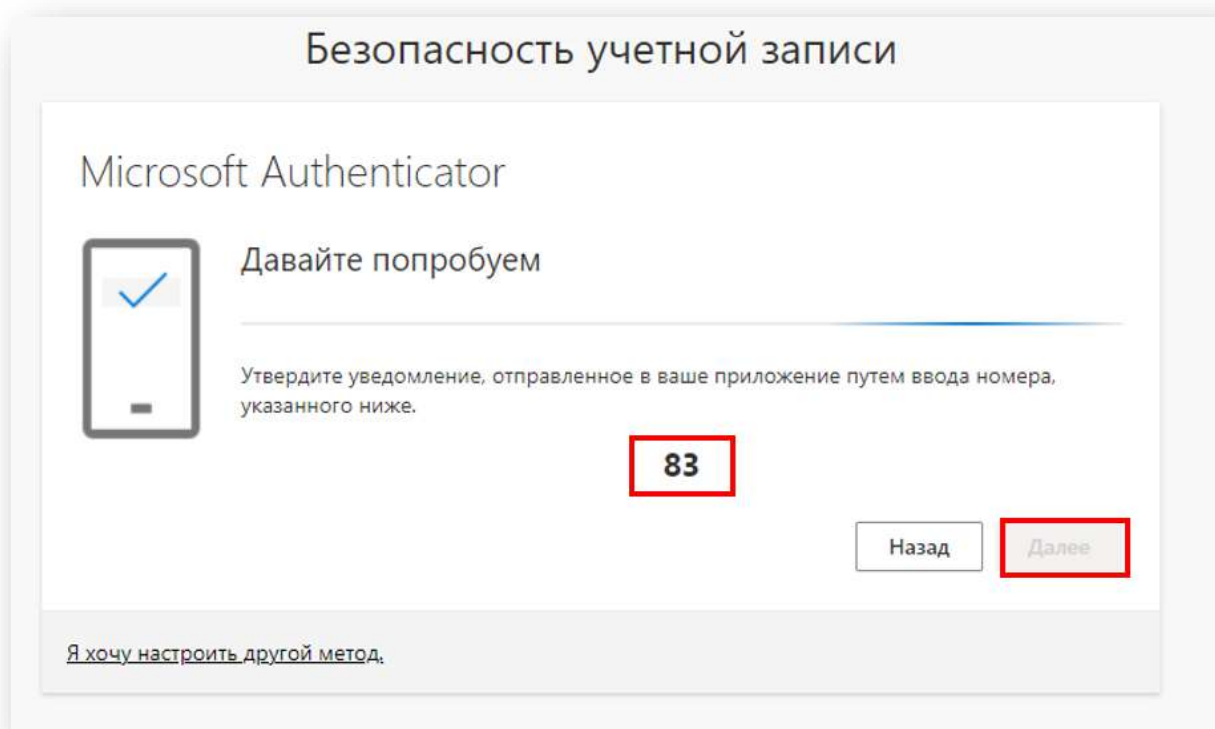 Безопасность учетной записи
Microsoft Authenticator
Давайте попробуем
Утвердите уведомление, отправленное в ваше приложение путем ввода номера,
указанного ниже.
83
Назад
Далее
Я хочу настроить другой метод.